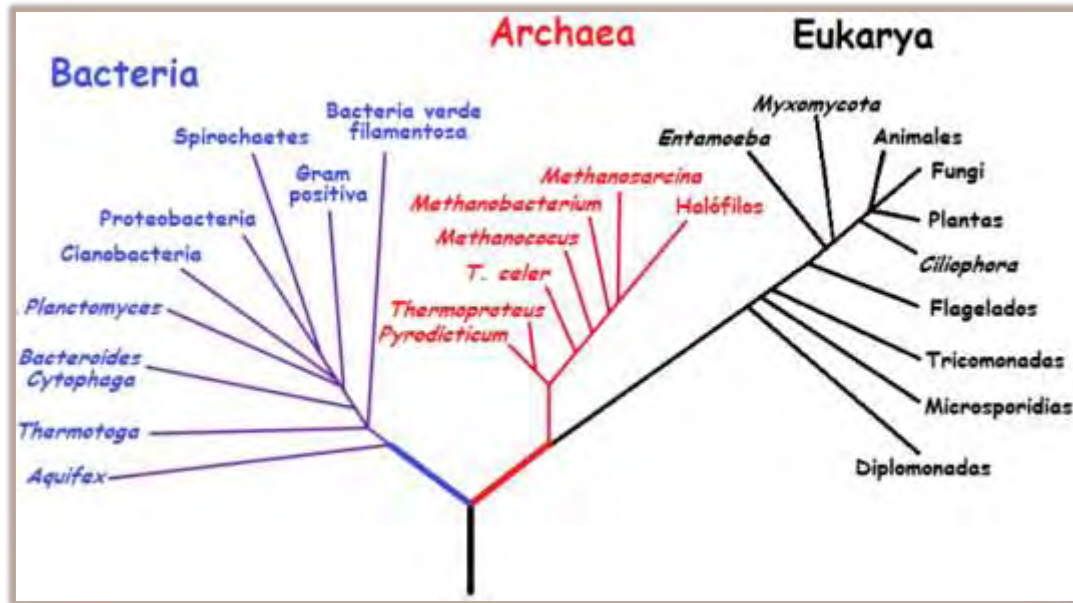 Bacteria
Archaea
Eukarya
Spirochaetes
Bacteria verde
filamentosa
Gram
positiva
Proteobacteria
Cianobacteria
Planctomyces
Bacteroides
Cytophaga
Thermotoga
Aquifex
Methanosarcina
Methanobacterium
Halófilos
Methanococus
T. celer
Thermoproteus
Pyrodicticum
Myxomycota
Entamoeba
Animales
Fungi
Plantas
Ciliophora
Flagelados
Tricomonadas
Microsporidias
Diplomonadas